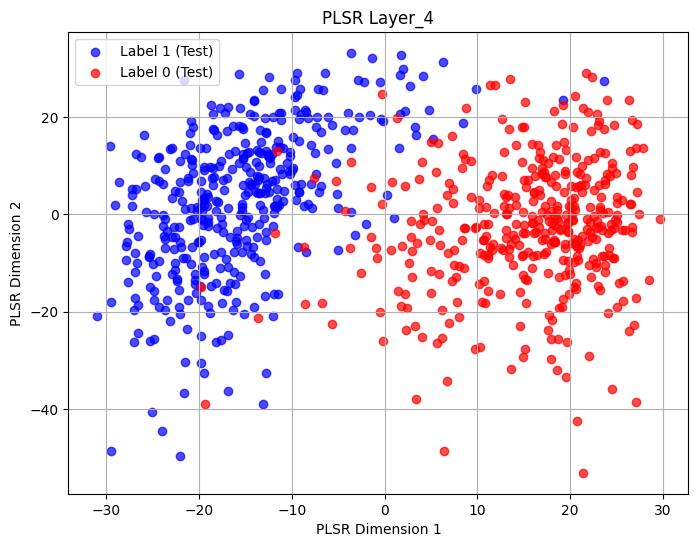 PLSR Layer_4
Label 1 (Test)
Label 0 (Test)
20
0
−20
−40
PLSR Dimension 2
−30
−20
−10
0
10
20
30
PLSR Dimension 1